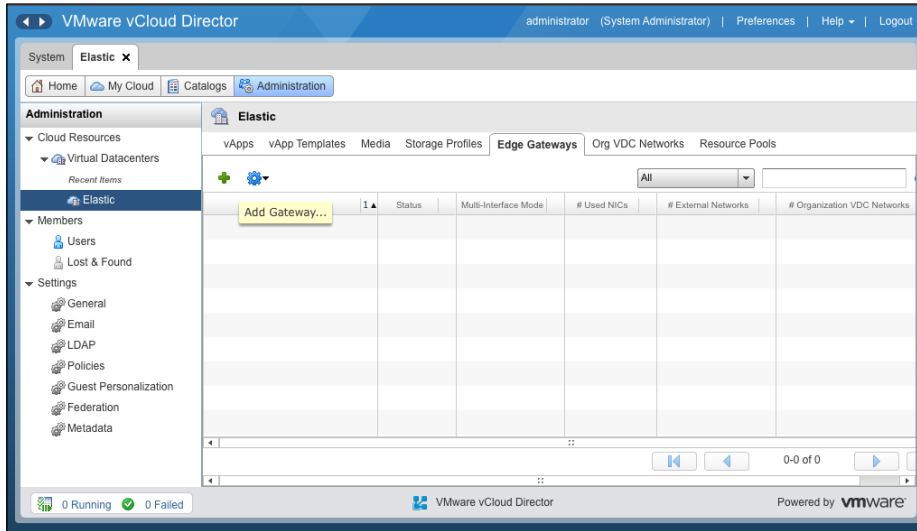 VMware vCloud Director
administrator (System Administrator) | Preferences | Help | Logout
System Elastic
Home My Cloud Catalogs Administration
Administration
Elastic
Cloud Resources
Virtual Datacenters
Recent Items
Elastic
Members
Users
Lost & Found
Settings
General
Email
LDAP
Policies
Guest Personalization
Federation
Metadata
vApps vApp Templates Media Storage Profiles Edge Gateways Org VDC Networks Resource Pools
All
1 Status Multi-Interface Mode # Used NICs # External Networks # Organization VDC Networks
Add Gateway...
0-0 of 0
0 Running 0 Failed
VMware vCloud Director
Powered by vmware